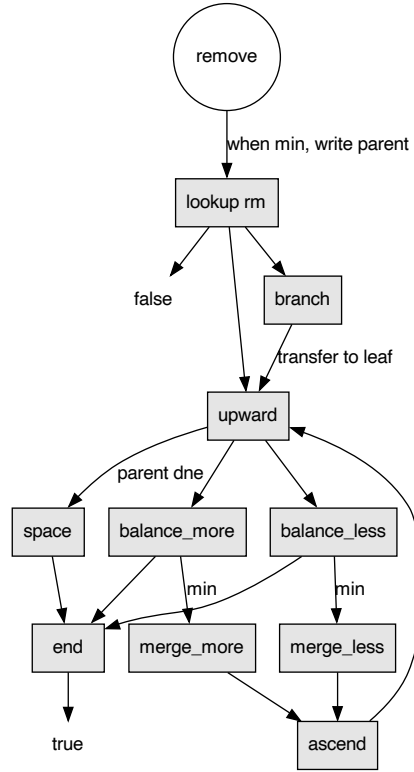 remove
when min, write parent
lookup rm
false
branch
transfer to leaf
upward
parent dne
space
balance_more
balance_less
min
min
end
merge_more
merge_less
true
ascend